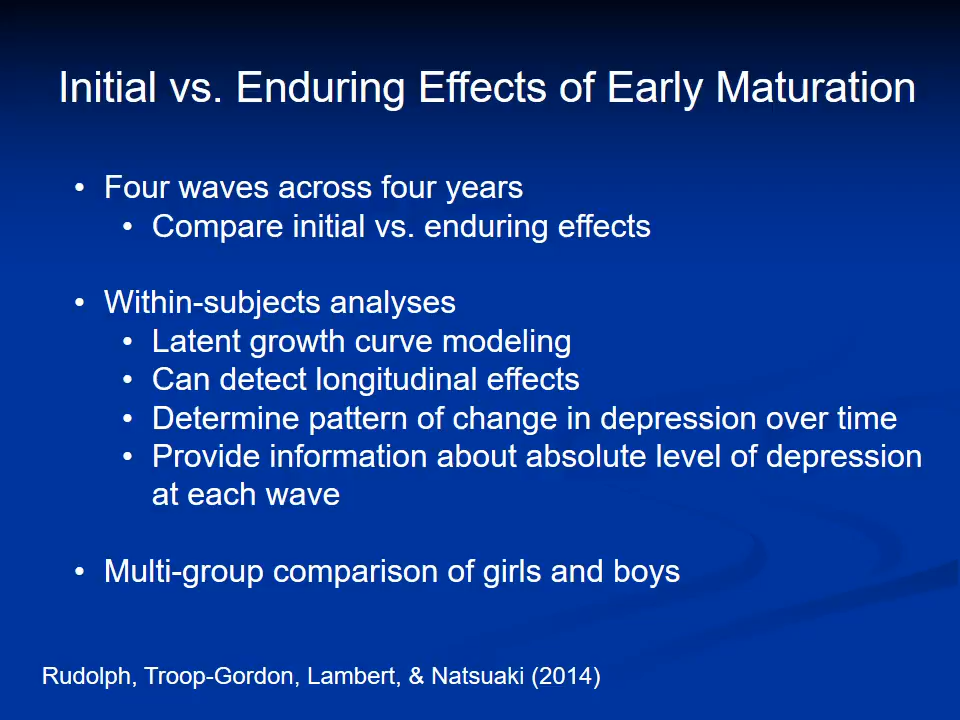 Initial vs. Enduring Effects of Early Maturation
• Four waves across four years
• Compare initial vs. enduring effects
• Within-subjects analyses
• Latent growth curve modeling
• Can detect longitudinal effects
• Determine pattern of change in depression over time
• Provide information about absolute level of depression
at each wave
• Multi-group comparison of girls and boys
Rudolph, Troop-Gordon, Lambert, & Natsuaki (2014)